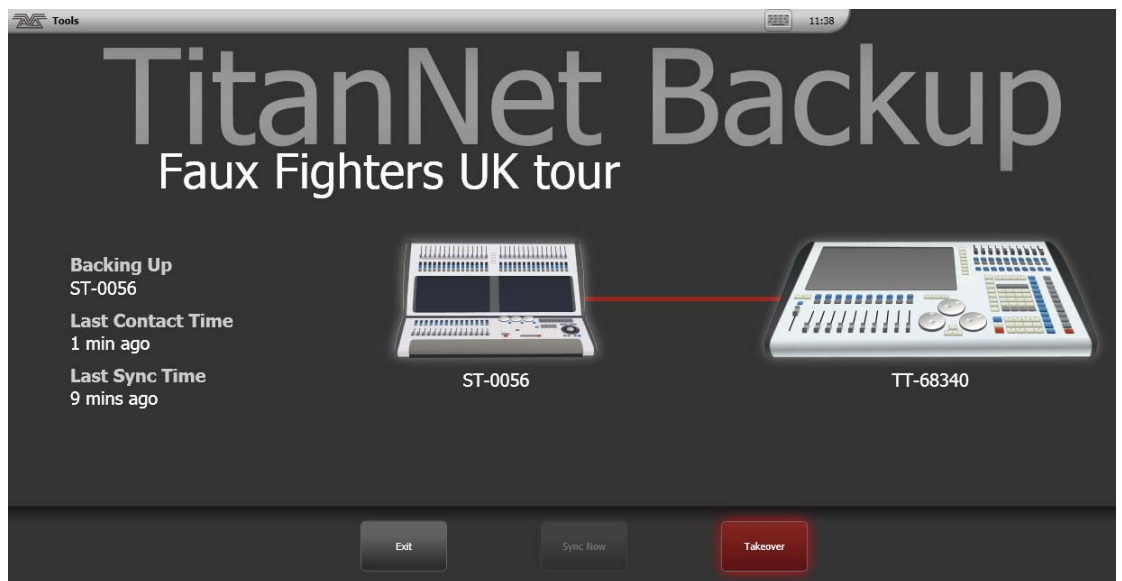 Tools
11:38
TitanNet Backup
Faux Fighters UK tour
Backing Up
ST-0056
Last Contact Time
1 min ago
Last Sync Time
9 mins ago
ST-0056
TT-68340
Exit
Sync Now
Takeover